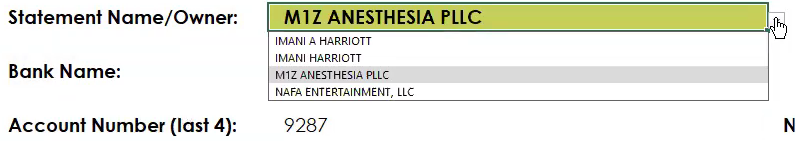 Statement Name/Owner: M1Z ANESTHESIA PLLC
IMANI A HARRIOTT
IMANI HARRIOTT
Bank Name:
M1Z ANESTHESIA PLLC
NAFA ENTERTAINMENT, LLC
Account Number (last 4): 9287 N